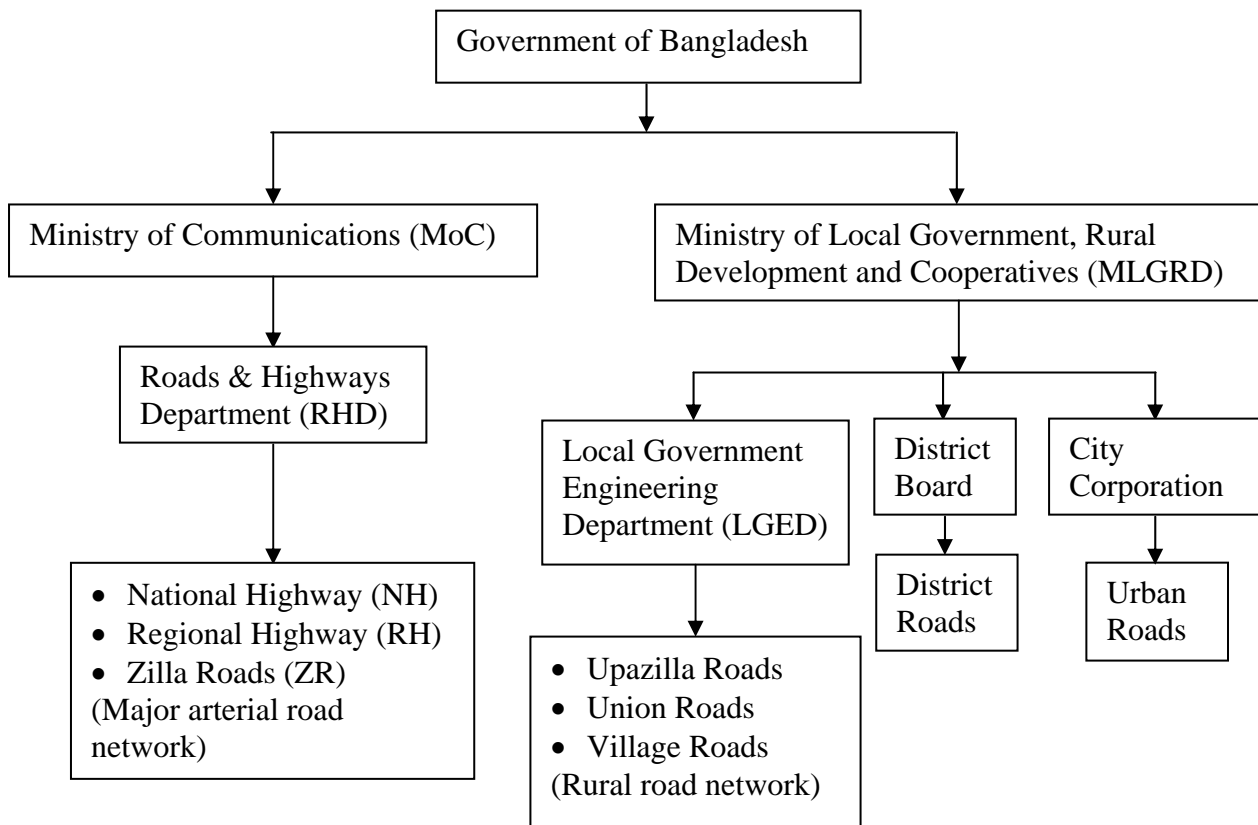 Government of Bangladesh
Ministry of Communications (MoC)
Ministry of Local Government, Rural
Development and Cooperatives (MLGRD)
Roads & Highways
Department (RHD)
Local Government
Engineering
Department (LGED)
District
Board
City
Corporation
• National Highway (NH)
• Regional Highway (RH)
• Zilla Roads (ZR)
(Major arterial road
network)
• Upazilla Roads
• Union Roads
• Village Roads
(Rural road network)
District
Roads
Urban
Roads